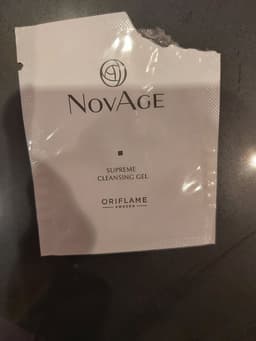 NOVAGE
SUPREME
CLEANSING GEL
ORIFLAME
SWEDEN